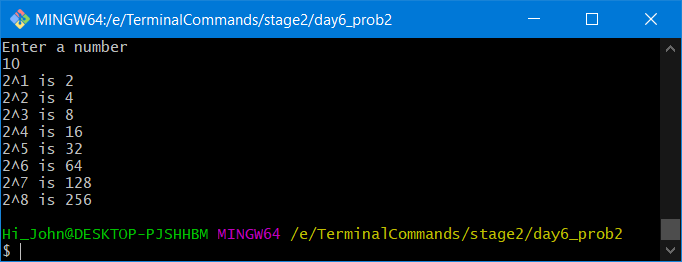 MINGW64:/e/TerminalCommands/stage2/day6_prob2
Enter a number
10
2^1 is 2
2^2 is 4
2^3 is 8
2^4 is 16
2^5 is 32
2^6 is 64
2^7 is 128
2^8 is 256
Hi_John@DESKTOP-PJSHHBM MINGW64 /e/TerminalCommands/stage2/day6_prob2
$